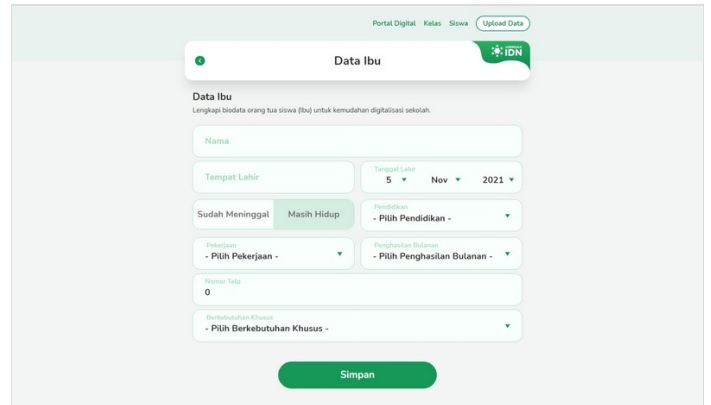 Portal Digital Kelas Siswa Upload Data
Data Ibu
IDN
Data Ibu
Lengkapi biodata orang tua siswa (Ibu) untuk kemudahan digitalisasi sekolah.
Nama
Tempat Lahir
Tanggal Lahir
5 Nov 2021
Sudah Meninggal Masih Hidup
Pendidikan
- Pilih Pendidikan -
Pekerjaan
- Pilih Pekerjaan -
Penghasilan Bulanan
- Pilih Penghasilan Bulanan -
Nomor Telp
0
Berkebutuhan Khusus
- Pilih Berkebutuhan Khusus -
Simpan